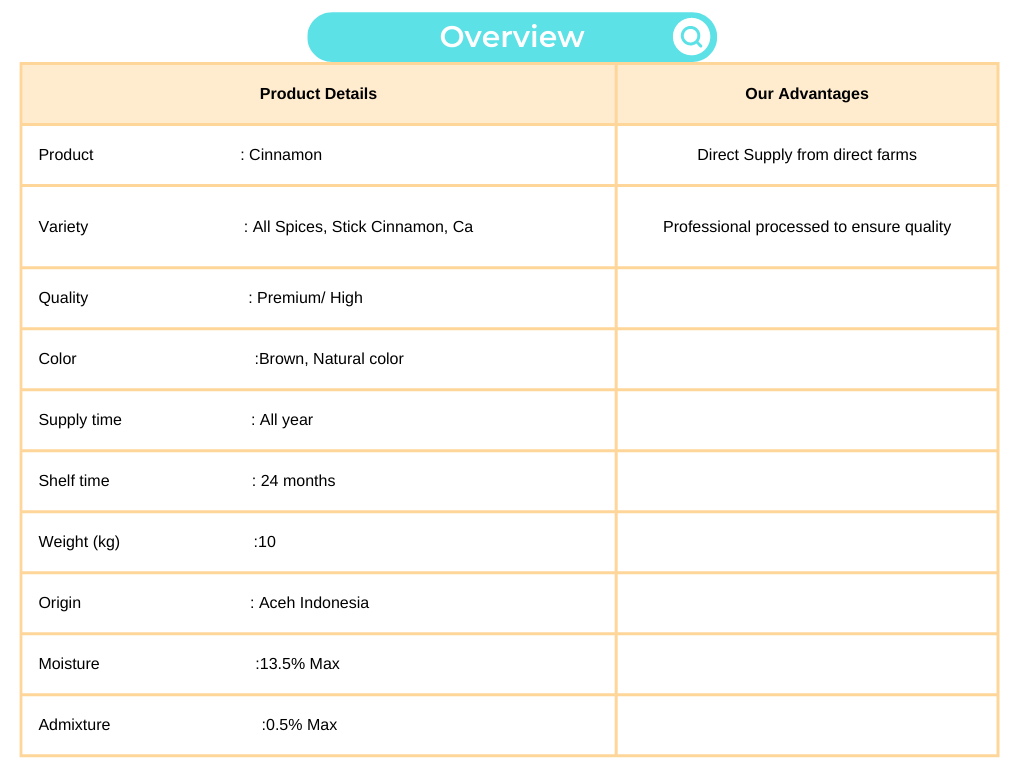 Overview
Product Details Our Advantages
Product : Cinnamon Direct Supply from direct farms
Variety : All Spices, Stick Cinnamon, Ca Professional processed to ensure quality
Quality : Premium/ High
Color :Brown, Natural color
Supply time : All year
Shelf time : 24 months
Weight (kg) :10
Origin : Aceh Indonesia
Moisture :13.5% Max
Admixture :0.5% Max